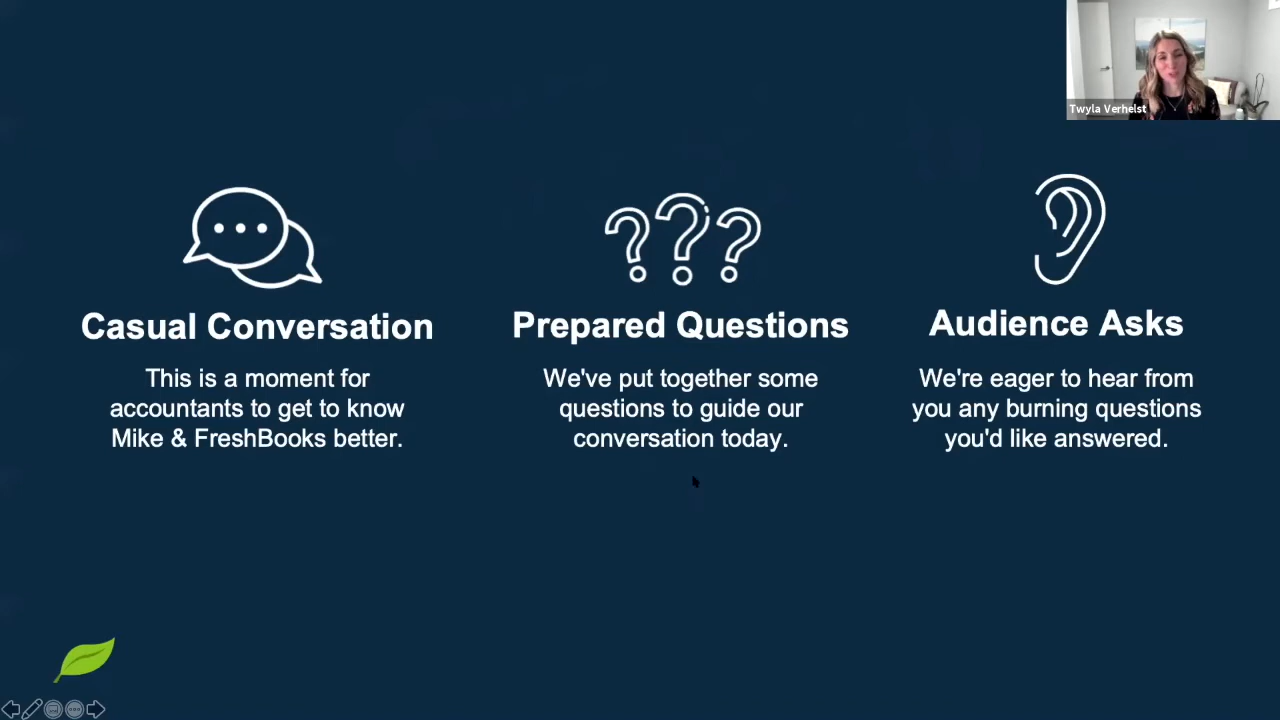 Twyla Verhelst
Casual Conversation
This is a moment for
accountants to get to know
Mike & FreshBooks better.
Prepared Questions
We've put together some
questions to guide our
conversation today.
Audience Asks
We're eager to hear from
you any burning questions
you'd like answered.